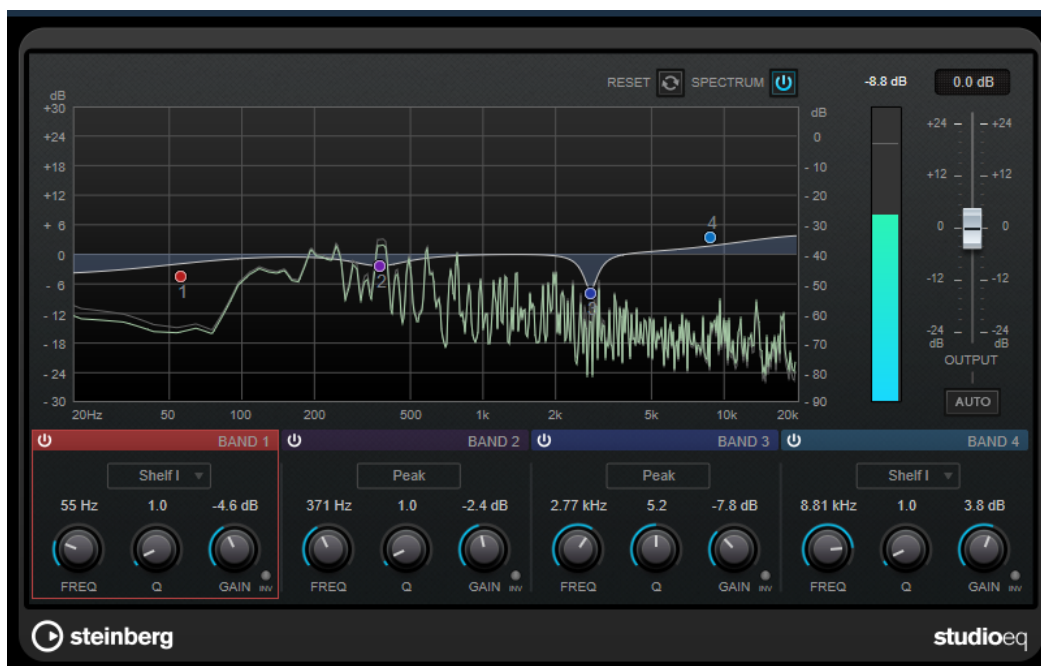 RESET SPECTRUM -8.8 dB 0.0 dB
dB dB
+30
+24 0 +24 +24
+18 - 10
+12 - 20 +12 +12
+ 6 - 30
0 - 40 0 0
- 6 - 50
- 12 - 60 -12 -12
- 18 - 70 -24 -24
dB dB
- 24 - 80 OUTPUT
- 30 - 90 AUTO
1 2 3 4
20Hz 50 100 200 500 1k 2k 5k 10k 20k
BAND 1 BAND 2 BAND 3 BAND 4
Shelf I Peak Peak Shelf I
55 Hz 1.0 -4.6 dB 371 Hz 1.0 -2.4 dB 2.77 kHz 5.2 -7.8 dB 8.81 kHz 1.0 3.8 dB
FREQ Q GAIN INV FREQ Q GAIN INV FREQ Q GAIN INV FREQ Q GAIN INV
steinberg studioeq